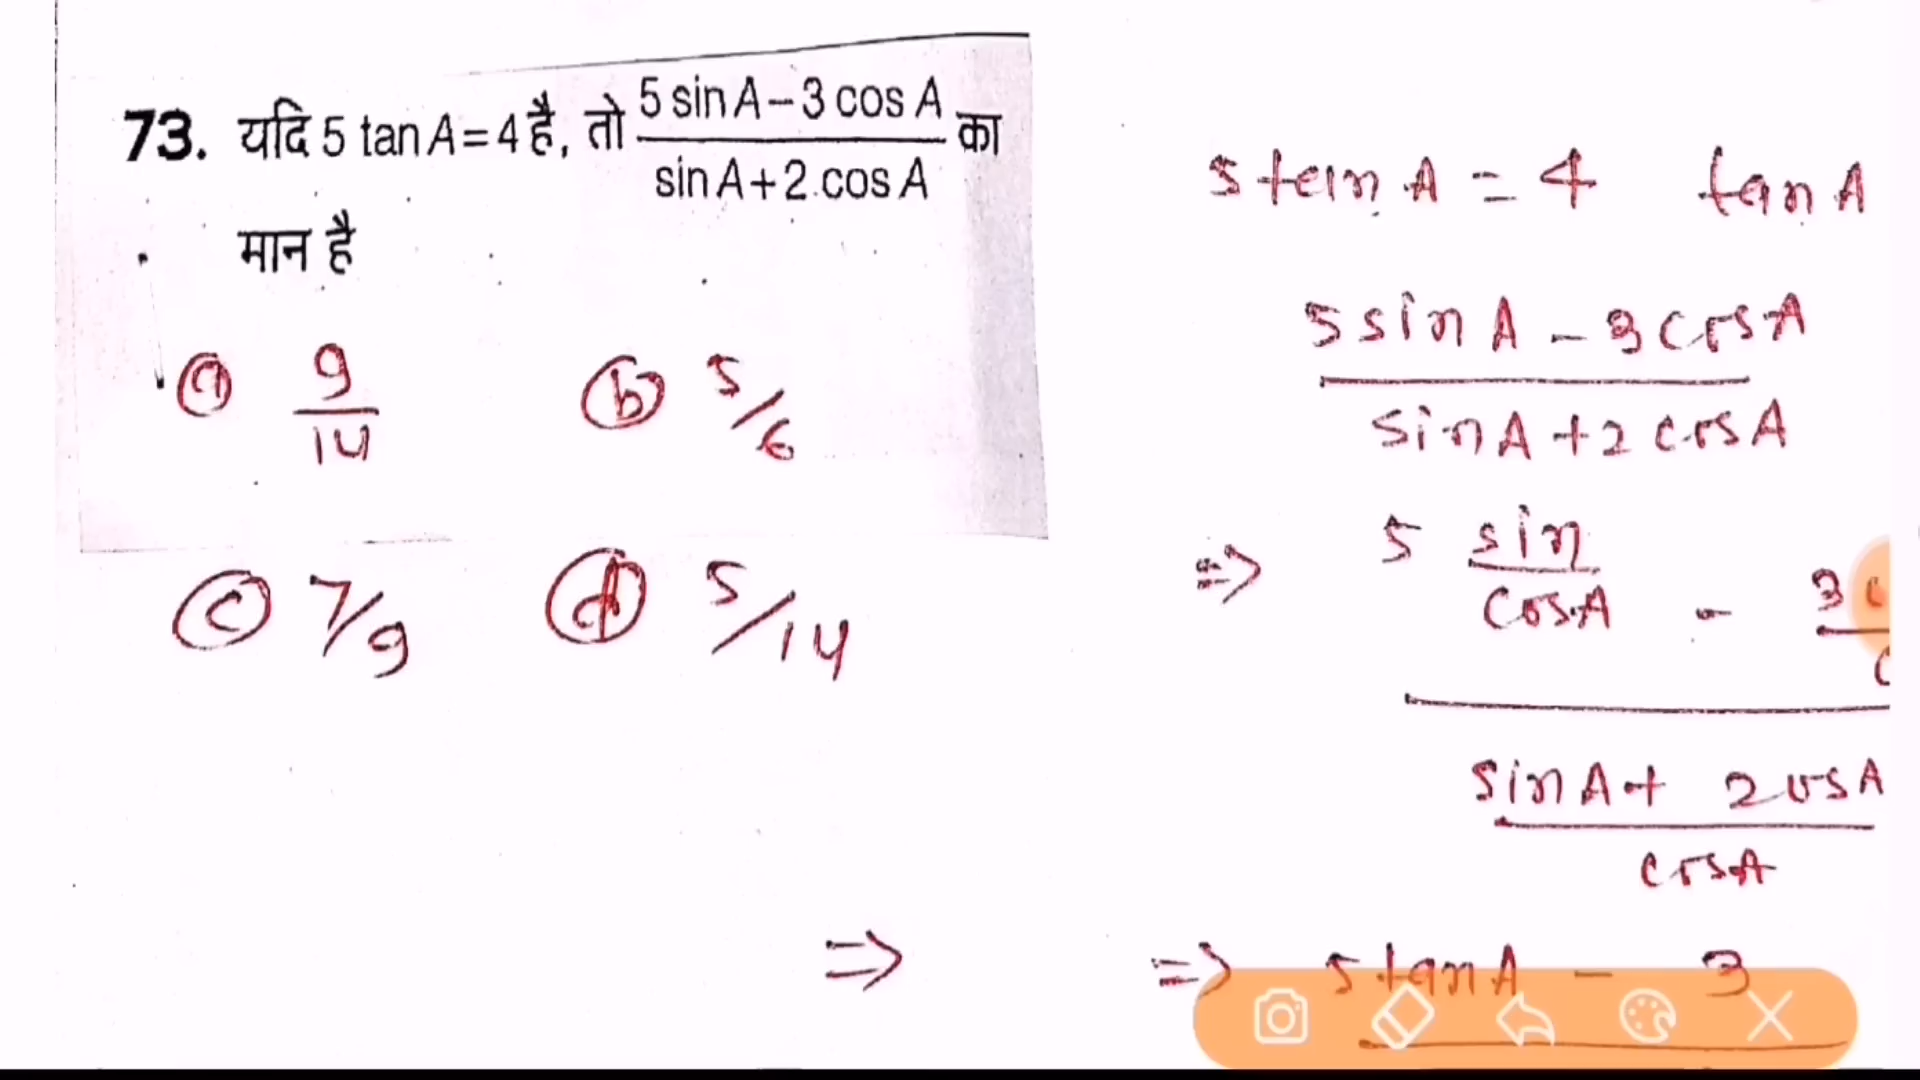 73. यदि 5 tan A = 4 है, तो 5 sin A – 3 cos A / sin A + 2 cos A का
मान है
(a) 9/14 (b) 5/6
(c) 7/9 (d) 5/14
5 tan A = 4 tan A
5 sin A – 3 cos A
sin A + 2 cos A
=> 5 sin / cos A – 3
sin A + 2 cos A
cos A
=> => 5 tan A – 3